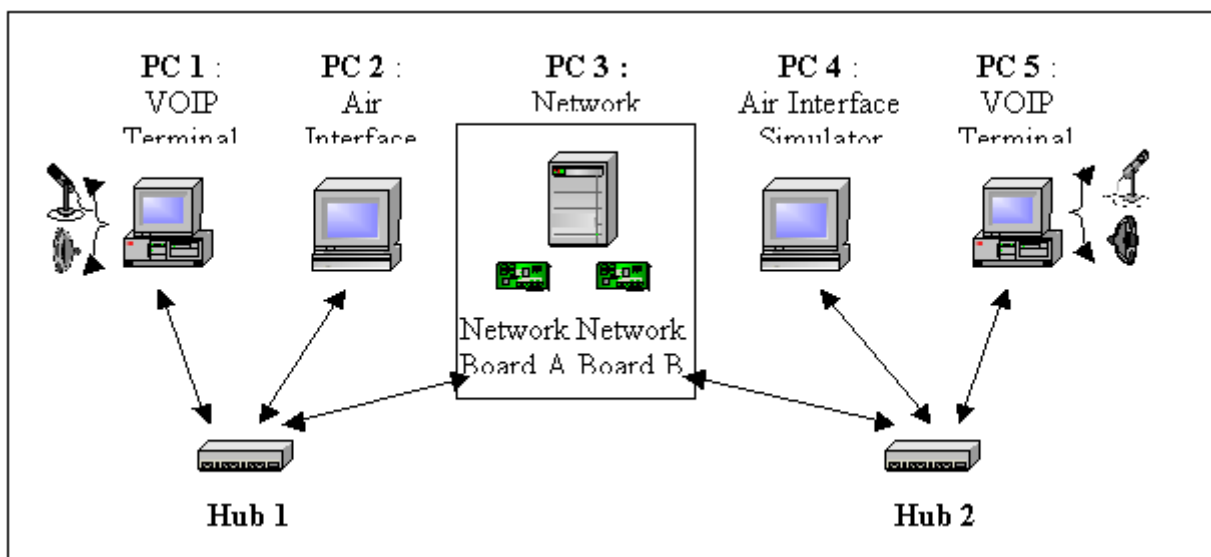 PC 1 :
VOIP
Terminal
PC 2 :
Air
Interface
PC 3 :
Network
PC 4 :
Air Interface
Simulator
PC 5 :
VOIP
Terminal
Network Network
Board A Board B
Hub 1
Hub 2